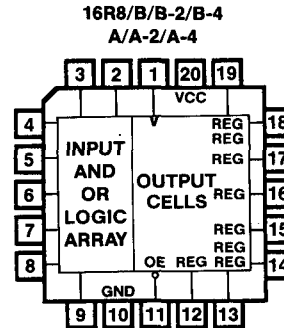 16R8/B/B-2/B-4
A/A-2/A-4
3 2 1 20 19
VCC
4 REG 18
REG
5 INPUT REG 17
AND
6 OR OUTPUT REG 16
LOGIC CELLS
7 ARRAY REG 15
REG
8 OE REG REG 14
GND
9 10 11 12 13